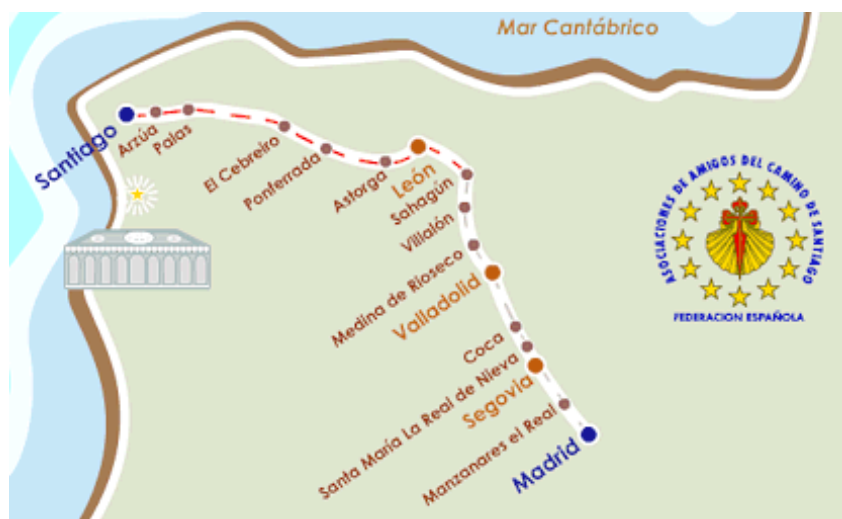 Mar Cantábrico
Santiago
Arzúa
Palas
El Cebreiro
Ponferrada
Astorga
León
Sahagún
Villalón
Medina de Rioseco
Valladolid
Coca
Santa María La Real de Nieva
Segovia
Manzanares el Real
Madrid
ASOCIACIONES DE AMIGOS DEL CAMINO DE SANTIAGO
FEDERACION ESPAÑOLA